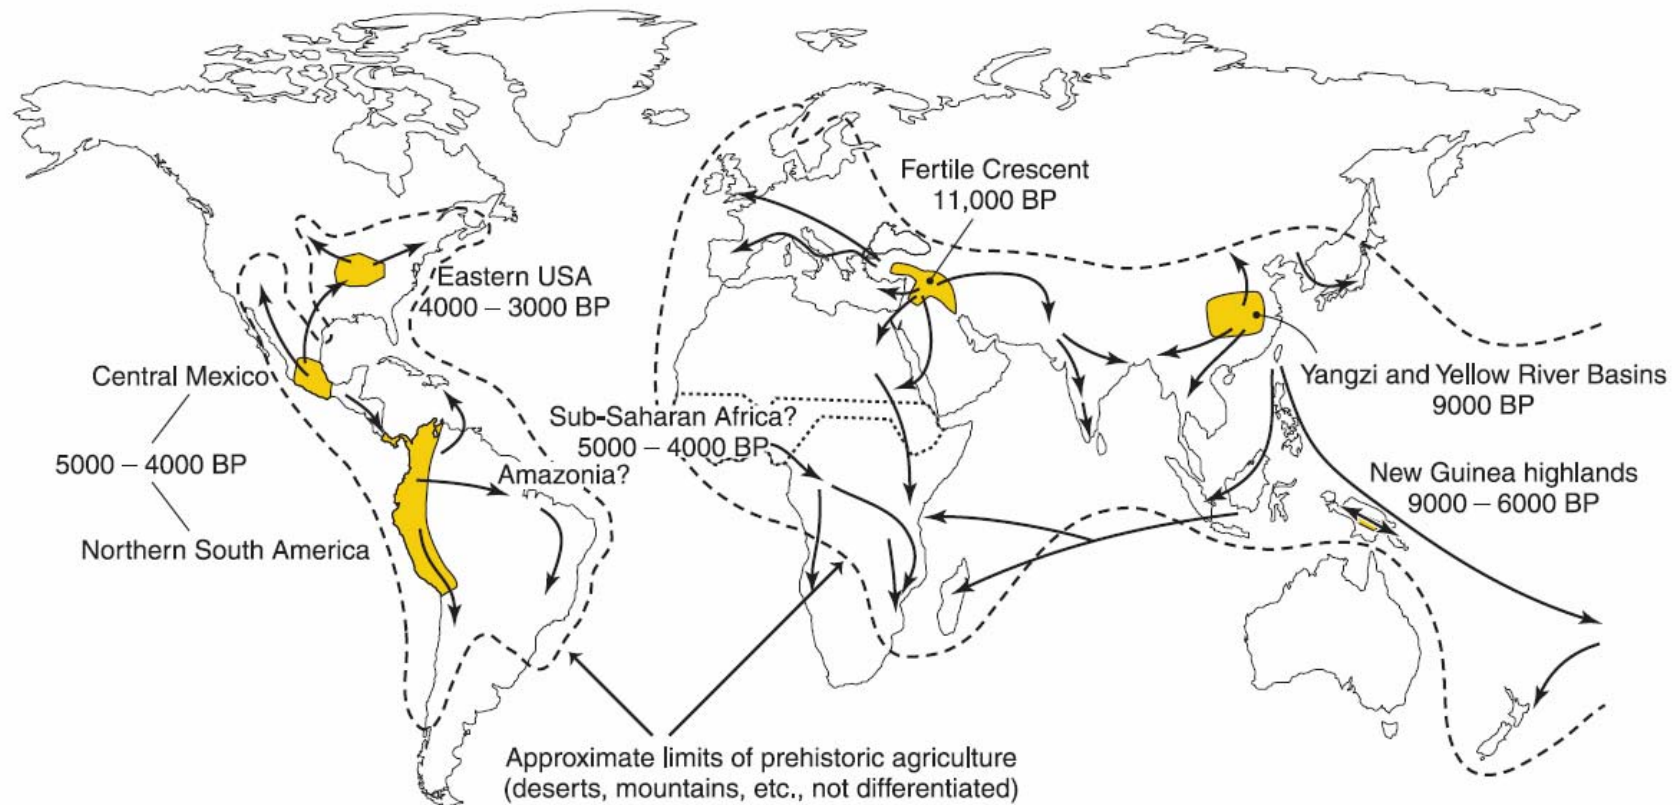 Fertile Crescent
11,000 BP
Eastern USA
4000 – 3000 BP
Central Mexico
5000 – 4000 BP
Northern South America
Sub-Saharan Africa?
5000 – 4000 BP
Amazonia?
Yangzi and Yellow River Basins
9000 BP
New Guinea highlands
9000 – 6000 BP
Approximate limits of prehistoric agriculture
(deserts, mountains, etc., not differentiated)